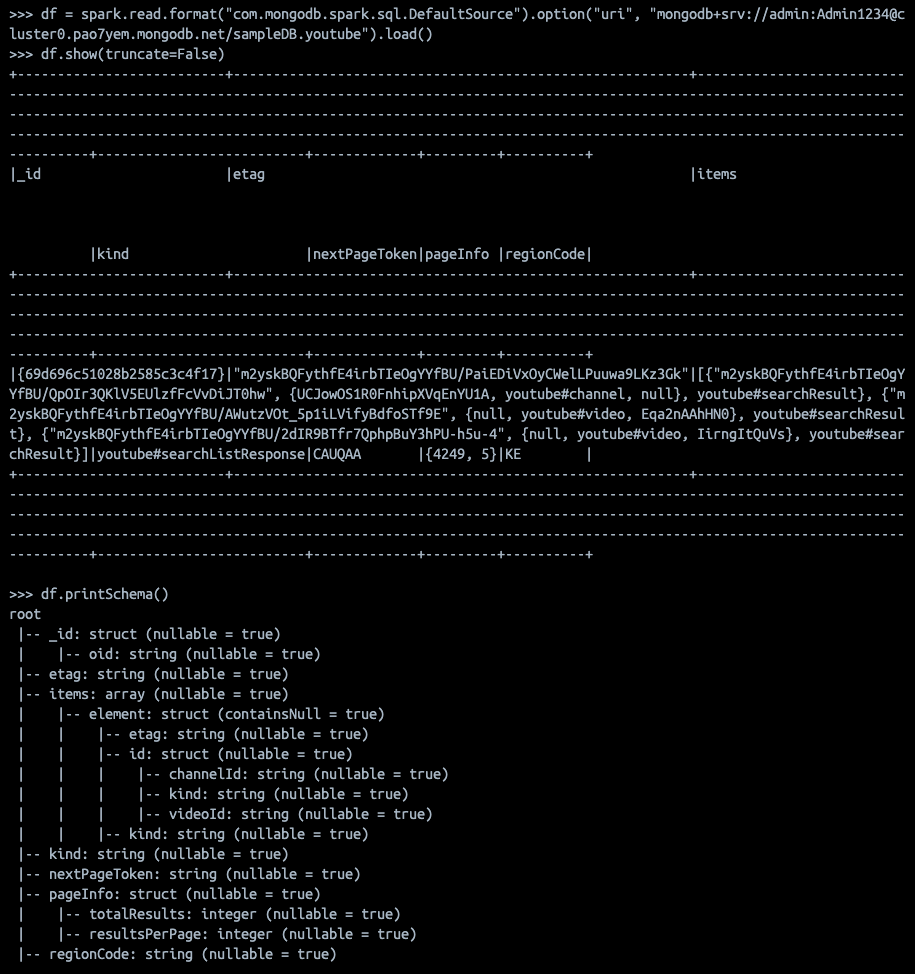 >>> df = spark.read.format("com.mongodb.spark.sql.DefaultSource").option("uri", "mongodb+srv://admin:Admin1234@c
luster0.pao7yem.mongodb.net/sampleDB.youtube").load()
>>> df.show(truncate=False)
+--------------------------+---------------------------------------------------------+--------------------------
----------------------------------------------------------------------------------------------------------------
----------------------------------------------------------------------------------------------------------------
----------------------------------------------------------------------------------------------------------------
----------+--------------------------+-------------+---------+----------+
|_id                       |etag                                                     |items
          |kind                      |nextPageToken|pageInfo |regionCode|
+--------------------------+---------------------------------------------------------+--------------------------
----------------------------------------------------------------------------------------------------------------
----------------------------------------------------------------------------------------------------------------
----------------------------------------------------------------------------------------------------------------
----------+--------------------------+-------------+---------+----------+
|{69d696c51028b2585c3c4f17}|"m2yskBQFythfE4irbTIeOgYYfBU/PaiEDiVxOyCWelLPuuwa9LKz3Gk"|[{"m2yskBQFythfE4irbTIeOgY
YfBU/QpOIr3QKlV5EUlzfFcVvDiJT0hw", {UCJowOS1R0FnhipXVqEnYU1A, youtube#channel, null}, youtube#searchResult}, {"m
2yskBQFythfE4irbTIeOgYYfBU/AWutzVOt_5p1iLVifyBdfoSTf9E", {null, youtube#video, Eqa2nAAhHN0}, youtube#searchResul
t}, {"m2yskBQFythfE4irbTIeOgYYfBU/2dIR9BTfr7QphpBuY3hPU-h5u-4", {null, youtube#video, IirngItQuVs}, youtube#sear
chResult}]|youtube#searchListResponse|CAUQAA       |{4249, 5}|KE        |
+--------------------------+---------------------------------------------------------+--------------------------
----------------------------------------------------------------------------------------------------------------
----------------------------------------------------------------------------------------------------------------
----------------------------------------------------------------------------------------------------------------
----------+--------------------------+-------------+---------+----------+
>>> df.printSchema()
root
 |-- _id: struct (nullable = true)
 |    |-- oid: string (nullable = true)
 |-- etag: string (nullable = true)
 |-- items: array (nullable = true)
 |    |-- element: struct (containsNull = true)
 |    |    |-- etag: string (nullable = true)
 |    |    |-- id: struct (nullable = true)
 |    |    |    |-- channelId: string (nullable = true)
 |    |    |    |-- kind: string (nullable = true)
 |    |    |    |-- videoId: string (nullable = true)
 |    |    |-- kind: string (nullable = true)
 |-- kind: string (nullable = true)
 |-- nextPageToken: string (nullable = true)
 |-- pageInfo: struct (nullable = true)
 |    |-- totalResults: integer (nullable = true)
 |    |-- resultsPerPage: integer (nullable = true)
 |-- regionCode: string (nullable = true)